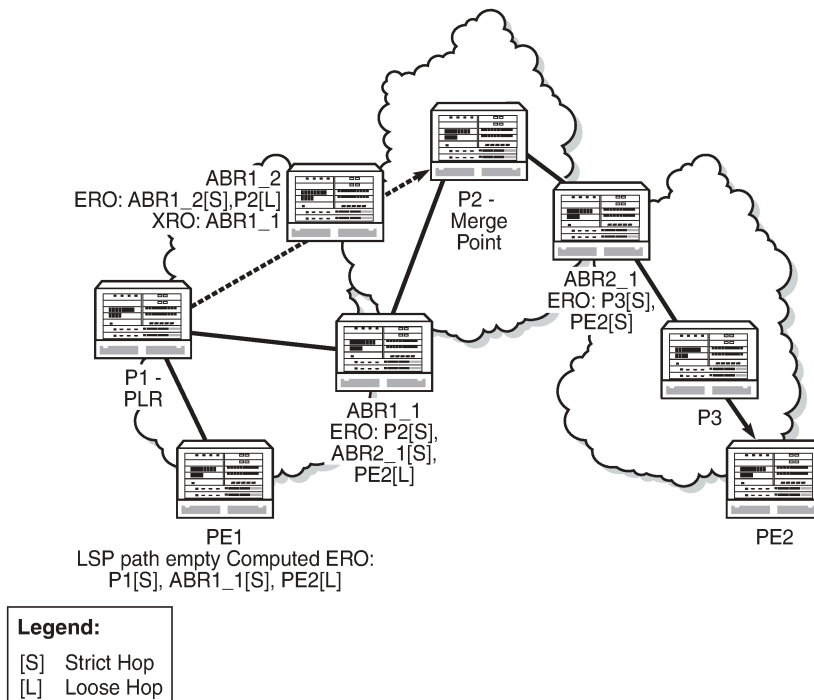 ABR1_2
ERO: ABR1_2[S],P2[L]
XRO: ABR1_1
P2 -
Merge
Point
ABR2_1
ERO: P3[S],
PE2[S]
P1 -
PLR
ABR1_1
ERO: P2[S],
ABR2_1[S],
PE2[L]
P3
PE1
LSP path empty Computed ERO:
P1[S], ABR1_1[S], PE2[L]
PE2
Legend:
[S] Strict Hop
[L] Loose Hop